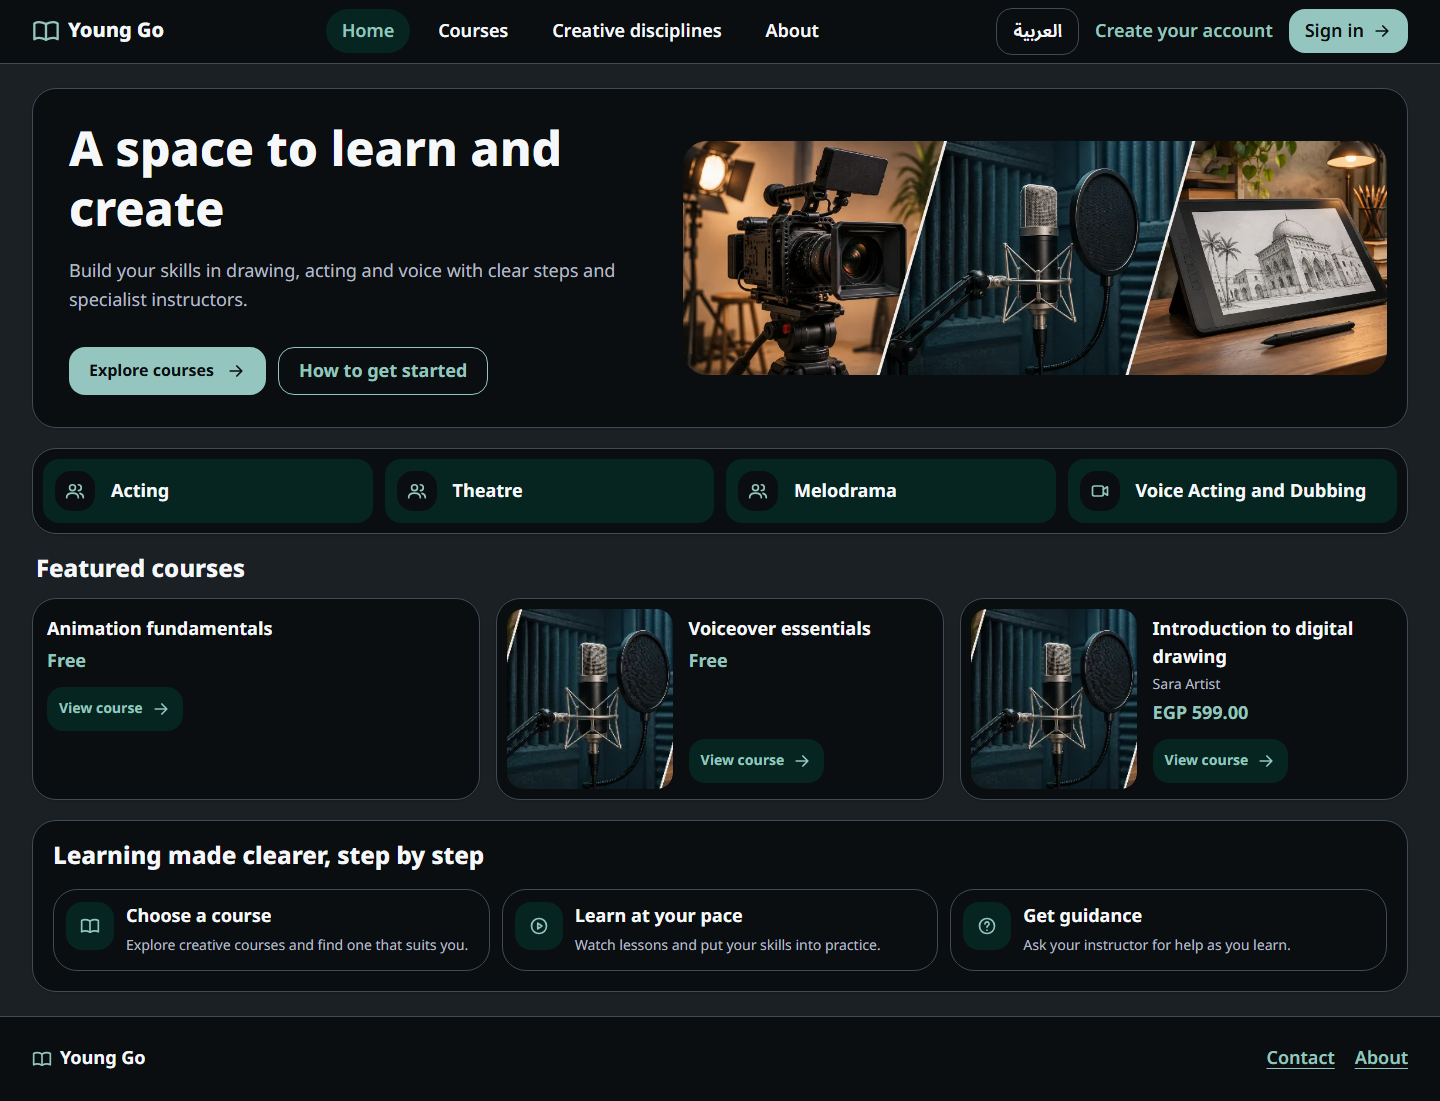 Young Go
Home
Courses
Creative disciplines
About
العربية
Create your account
Sign in
A space to learn and
create
Build your skills in drawing, acting and voice with clear steps and
specialist instructors.
Explore courses
How to get started
Acting
Theatre
Melodrama
Voice Acting and Dubbing
Featured courses
Animation fundamentals
Free
View course
Voiceover essentials
Free
View course
Introduction to digital
drawing
Sara Artist
EGP 599.00
View course
Learning made clearer, step by step
Choose a course
Explore creative courses and find one that suits you.
Learn at your pace
Watch lessons and put your skills into practice.
Get guidance
Ask your instructor for help as you learn.
Young Go
Contact
About